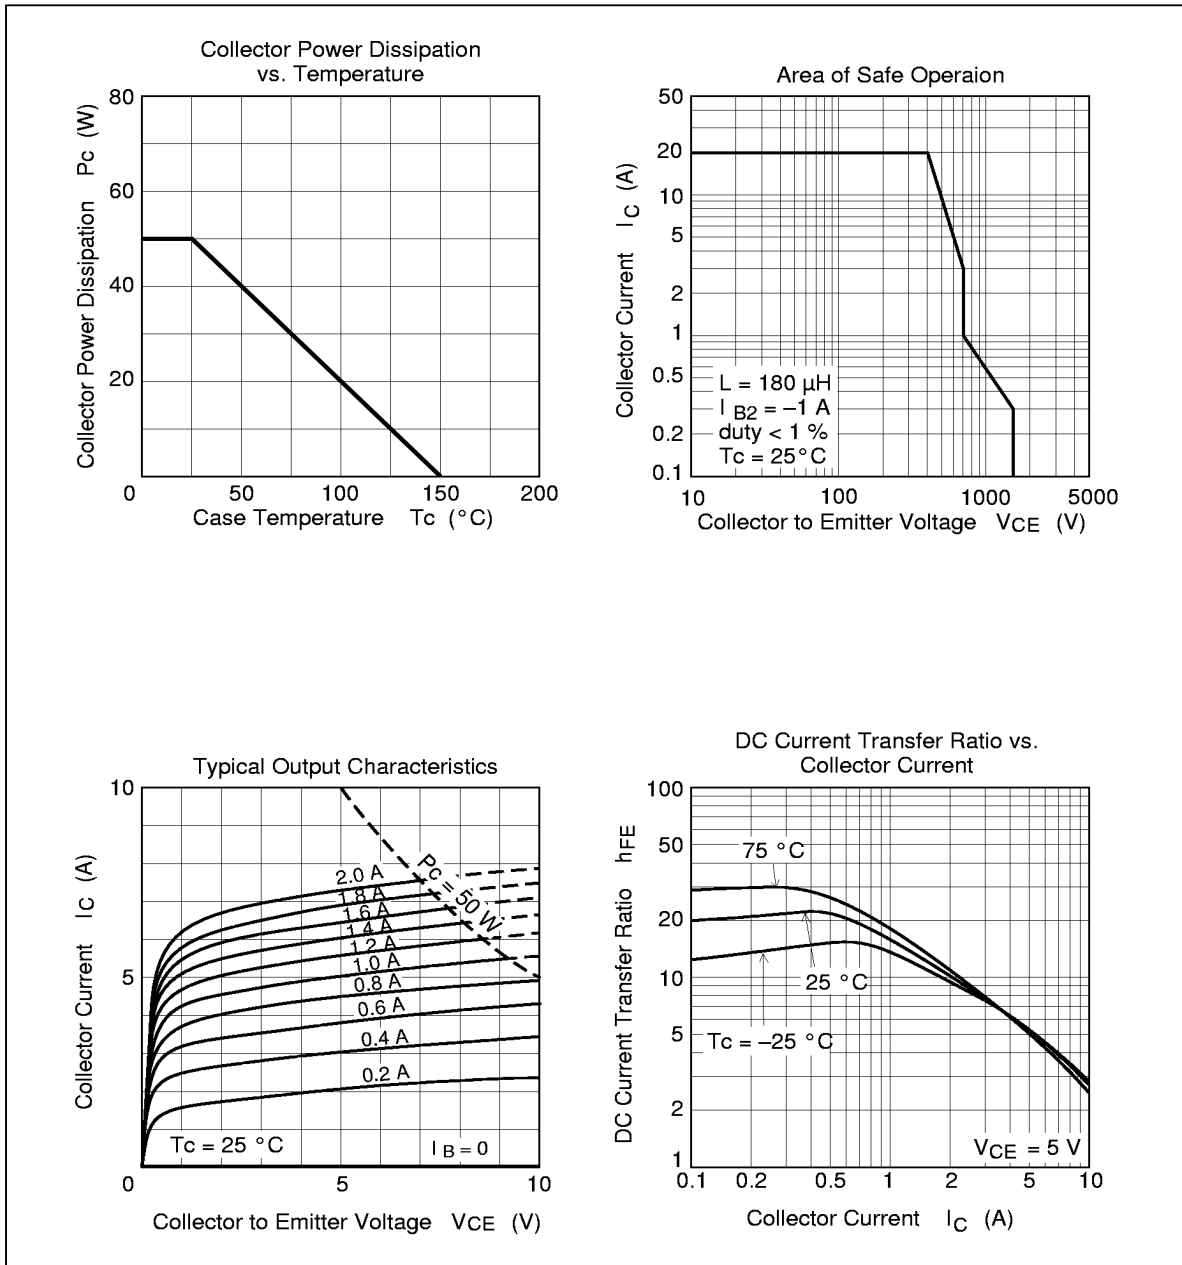 Collector Power Dissipation
vs. Temperature
80
60
40
20
0
50
100
150
200
Collector Power Dissipation Pc (W)
Case Temperature Tc (°C)
Area of Safe Operaion
50
20
10
5
2
1
0.5
0.2
0.1
10
100
1000
5000
Collector Current I C (A)
L = 180 µH
I B2 = –1 A
duty < 1 %
Tc = 25°C
Collector to Emitter Voltage VCE (V)
Typical Output Characteristics
10
5
0
5
10
Collector Current I C (A)
Pc = 50 W
2.0 A
1.8 A
1.6 A
1.4 A
1.2 A
1.0 A
0.8 A
0.6 A
0.4 A
0.2 A
Tc = 25 °C
I B = 0
Collector to Emitter Voltage VCE (V)
DC Current Transfer Ratio vs.
Collector Current
100
50
20
10
5
2
1
0.1
0.2
0.5
1
2
5
10
DC Current Transfer Ratio hFE
75 °C
25 °C
Tc = –25 °C
VCE = 5 V
Collector Current I C (A)